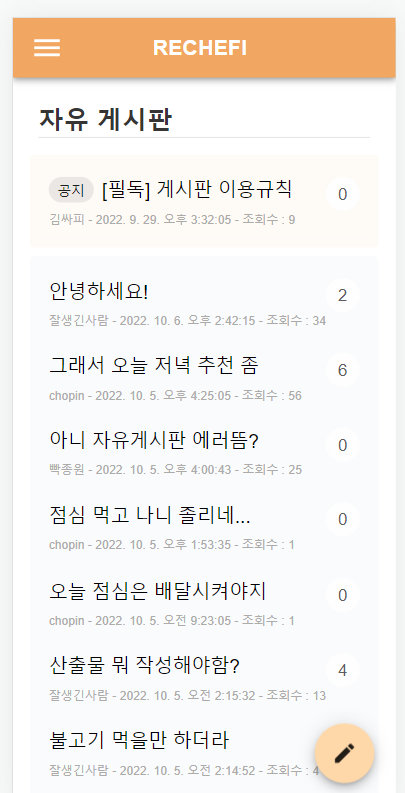 RECHEFI
자유 게시판
공지 [필독] 게시판 이용규칙 0
김싸피 - 2022. 9. 29. 오후 3:32:05 - 조회수 : 9
안녕하세요! 2
잘생긴사람 - 2022. 10. 6. 오후 2:42:15 - 조회수 : 34
그래서 오늘 저녁 추천 좀 6
chopin - 2022. 10. 5. 오후 4:25:05 - 조회수 : 56
아니 자유게시판 에러뜸? 0
빡종원 - 2022. 10. 5. 오후 4:00:43 - 조회수 : 25
점심 먹고 나니 졸리네... 0
chopin - 2022. 10. 5. 오후 1:53:35 - 조회수 : 1
오늘 점심은 배달시켜야지 0
chopin - 2022. 10. 5. 오전 9:23:05 - 조회수 : 1
산출물 뭐 작성해야함? 4
잘생긴사람 - 2022. 10. 5. 오전 2:15:32 - 조회수 : 13
불고기 먹을만 하더라
잘생긴사람 - 2022. 10. 5. 오전 2:14:52 - 조회수 :